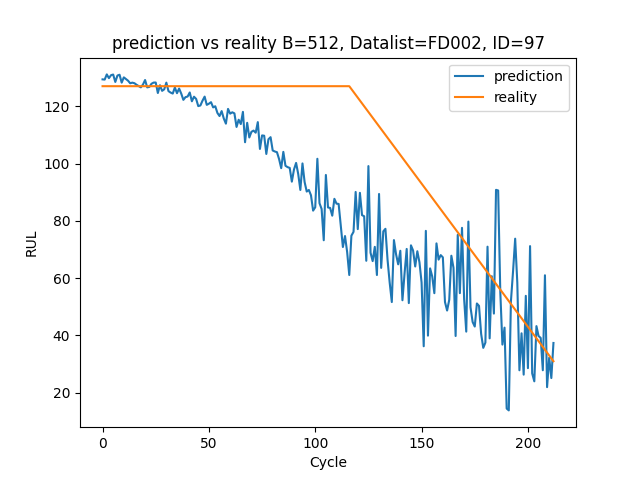 prediction vs reality B=512, Datalist=FD002, ID=97
prediction
reality
RUL
120
100
80
60
40
20
0
50
100
150
200
Cycle